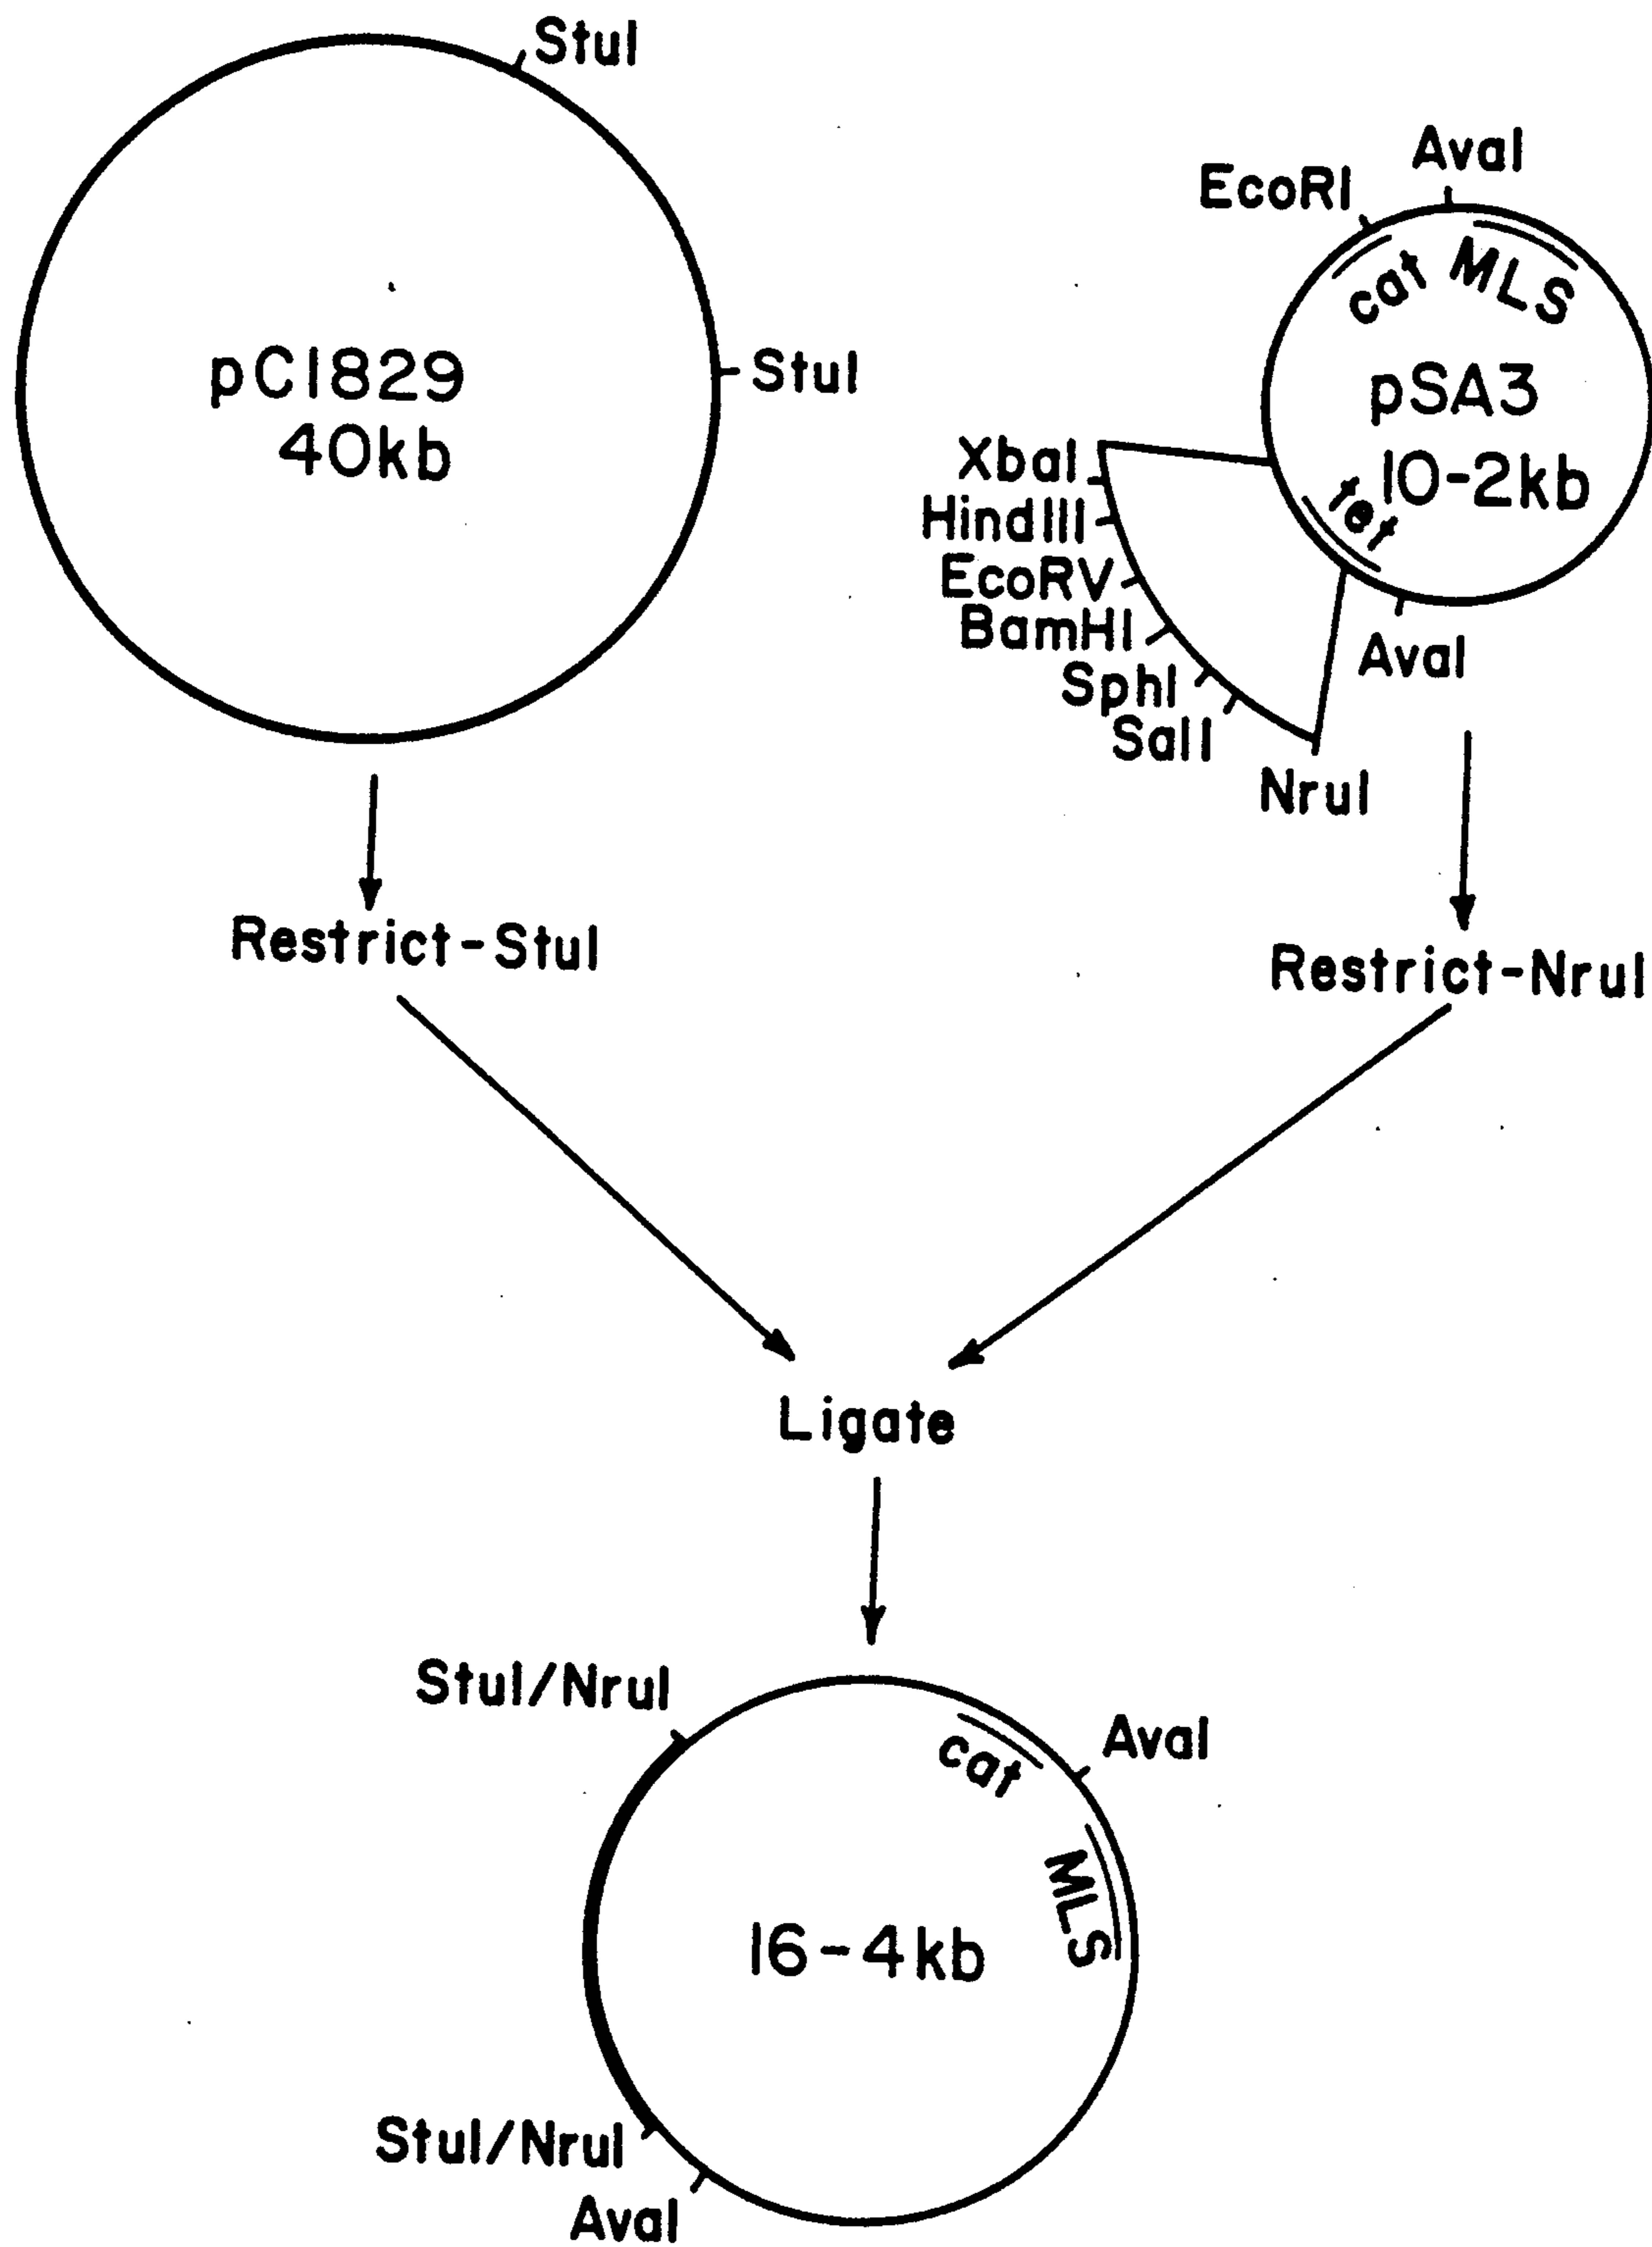 StuI
StuI
pCI829
40kb
EcoRI
AvaI
cat
MLS
pSA3
10-2kb
tet
XbaI
HindIII
EcoRV
BamHI
SphI
SalI
NruI
AvaI
Restrict-StuI
Restrict-NruI
Ligate
StuI/NruI
cat
AvaI
MLS
16-4kb
StuI/NruI
AvaI